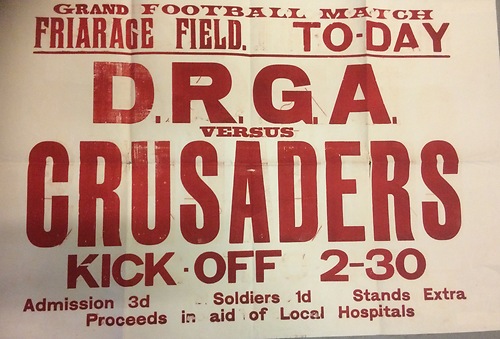 GRAND FOOTBALL MATCH
FRIARAGE FIELD. TO-DAY
D.R.G.A.
VERSUS
CRUSADERS
KICK-OFF 2-30
Admission 3d Soldiers 1d Stands Extra
Proceeds in aid of Local Hospitals